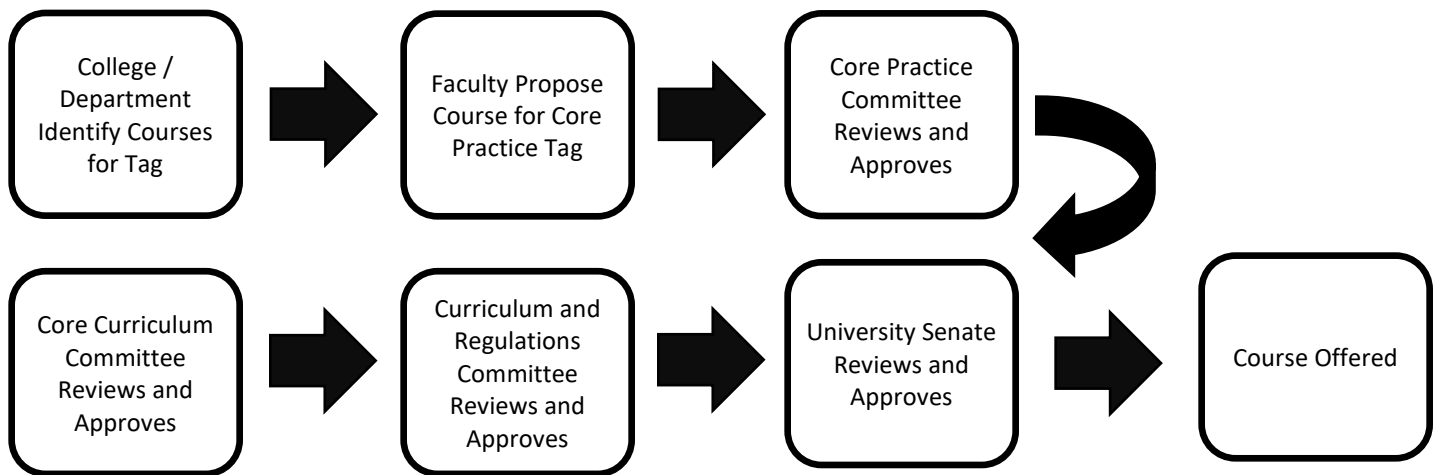 College /
Department
Identify Courses
for Tag
Faculty Propose
Course for Core
Practice Tag
Core Practice
Committee
Reviews and
Approves
Core Curriculum
Committee
Reviews and
Approves
Curriculum and
Regulations
Committee
Reviews and
Approves
University Senate
Reviews and
Approves
Course Offered